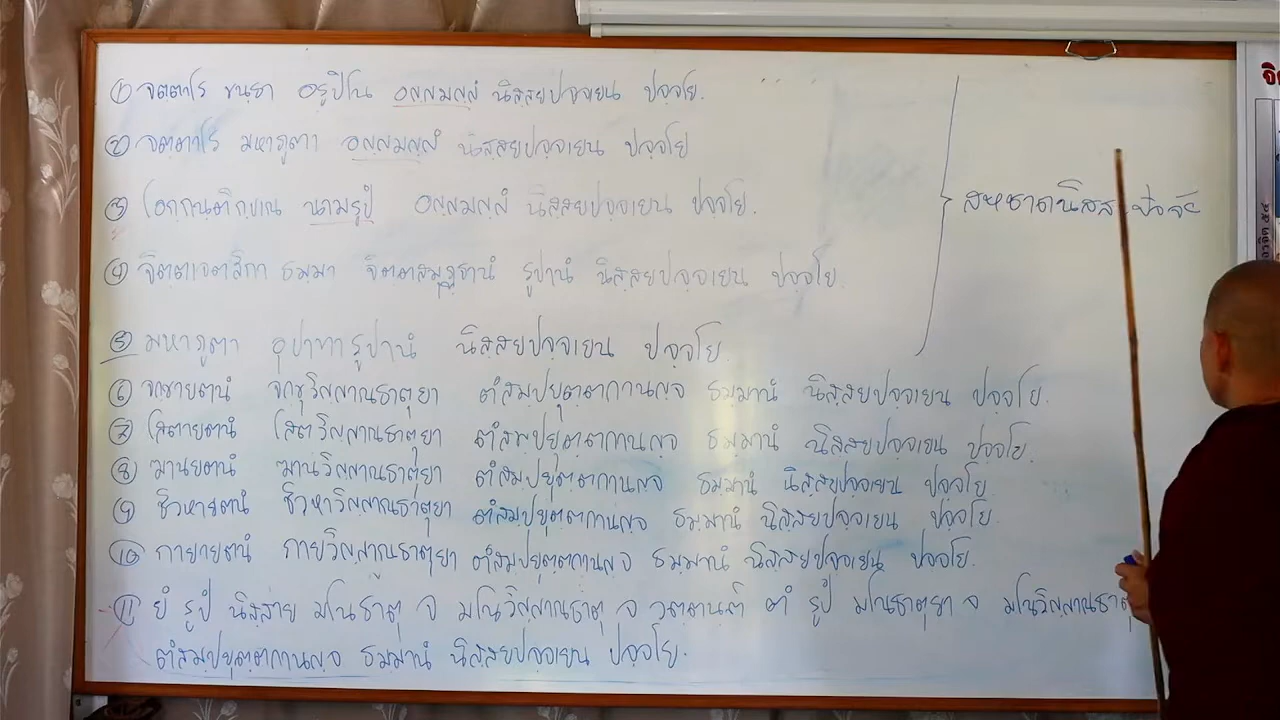 ๑ จตฺตาโร ขนฺธา อรูปิโน อญฺญมญฺญํ นิสฺสยปจฺจเยน ปจฺจโย.
๒ จตฺตาโร มหาภูตา อญฺญมญฺญํ นิสฺสยปจฺจเยน ปจฺจโย
๓ โอกฺกนฺติกฺขเณ นามรูปํ อญฺญมญฺญํ นิสฺสยปจฺจเยน ปจฺจโย.
๔ จิตฺตเจตสิกา ธมฺมา จิตฺตสมุฏฺฐานํ รูปานํ นิสฺสยปจฺจเยน ปจฺจโย.
๕ มหาภูตา อุปาทารูปานํ นิสฺสยปจฺจเยน ปจฺจโย
สหชาตนิสสยปัจจัย
๖ จกฺขายตนํ จกฺขุวิญฺญาณธาตุยา ตํสมฺปยุตฺตกานญฺจ ธมฺมานํ นิสฺสยปจฺจเยน ปจฺจโย.
๗ โสตายตนํ โสตวิญฺญาณธาตุยา ตํสมฺปยุตฺตกานญฺจ ธมฺมานํ นิสฺสยปจฺจเยน ปจฺจโย.
๘ ฆานายตนํ ฆานวิญฺญาณธาตุยา ตํสมฺปยุตฺตกานญฺจ ธมฺมานํ นิสฺสยปจฺจเยน ปจฺจโย
๙ ชิวหายตนํ ชิวหาวิญฺญาณธาตุยา ตํสมฺปยุตฺตกานญฺจ ธมฺมานํ นิสฺสยปจฺจเยน ปจฺจโย.
๑๐ กายายตนํ กายวิญฺญาณธาตุยา ตํสมฺปยุตฺตกานญฺจ ธมฺมานํ นิสฺสยปจฺจเยน ปจฺจโย.
๑๑ ยํ รูปํ นิสฺสาย มโนธาตุ จ มโนวิญฺญาณธาตุ จ วตฺตนฺติ ตํ รูปํ มโนธาตุยา จ มโนวิญฺญาณธาตุ
ตํสมฺปยุตฺตกานญฺจ ธมฺมานํ นิสฺสยปจฺจเยน ปจฺจโย.